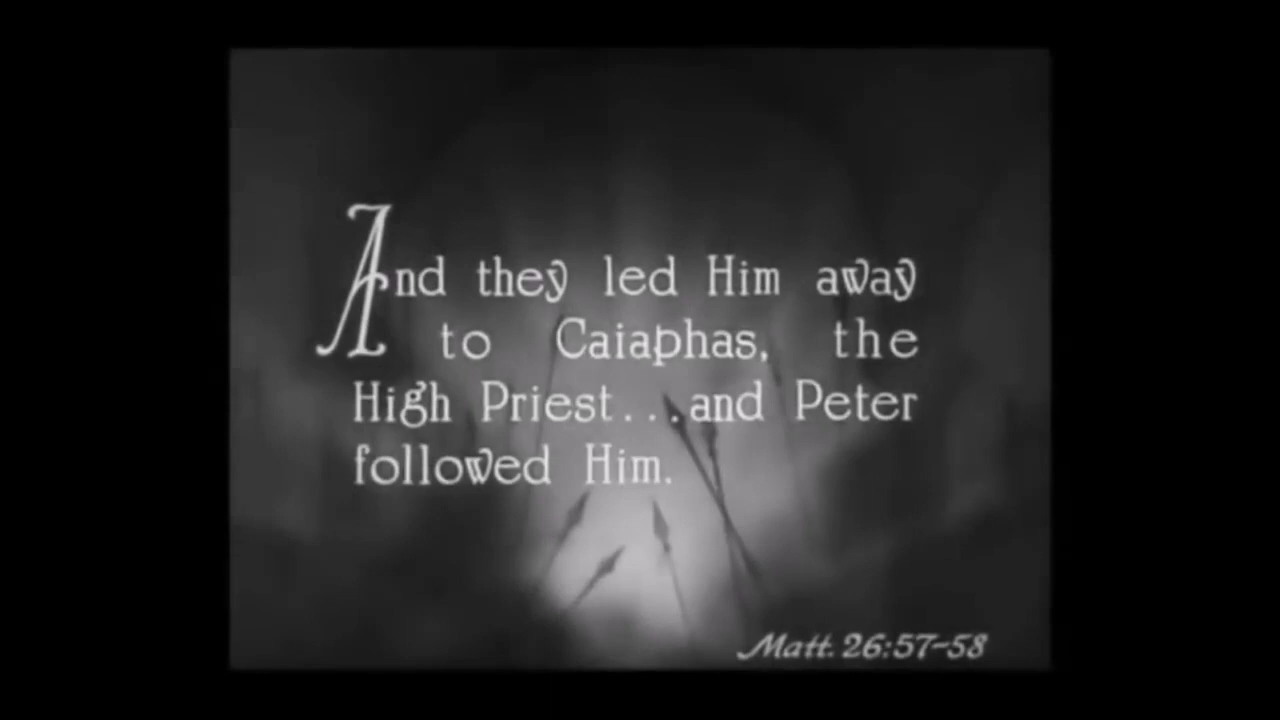 And they led Him away
to Caiaphas, the
High Priest...and Peter
followed Him.
Matt. 26:57-58